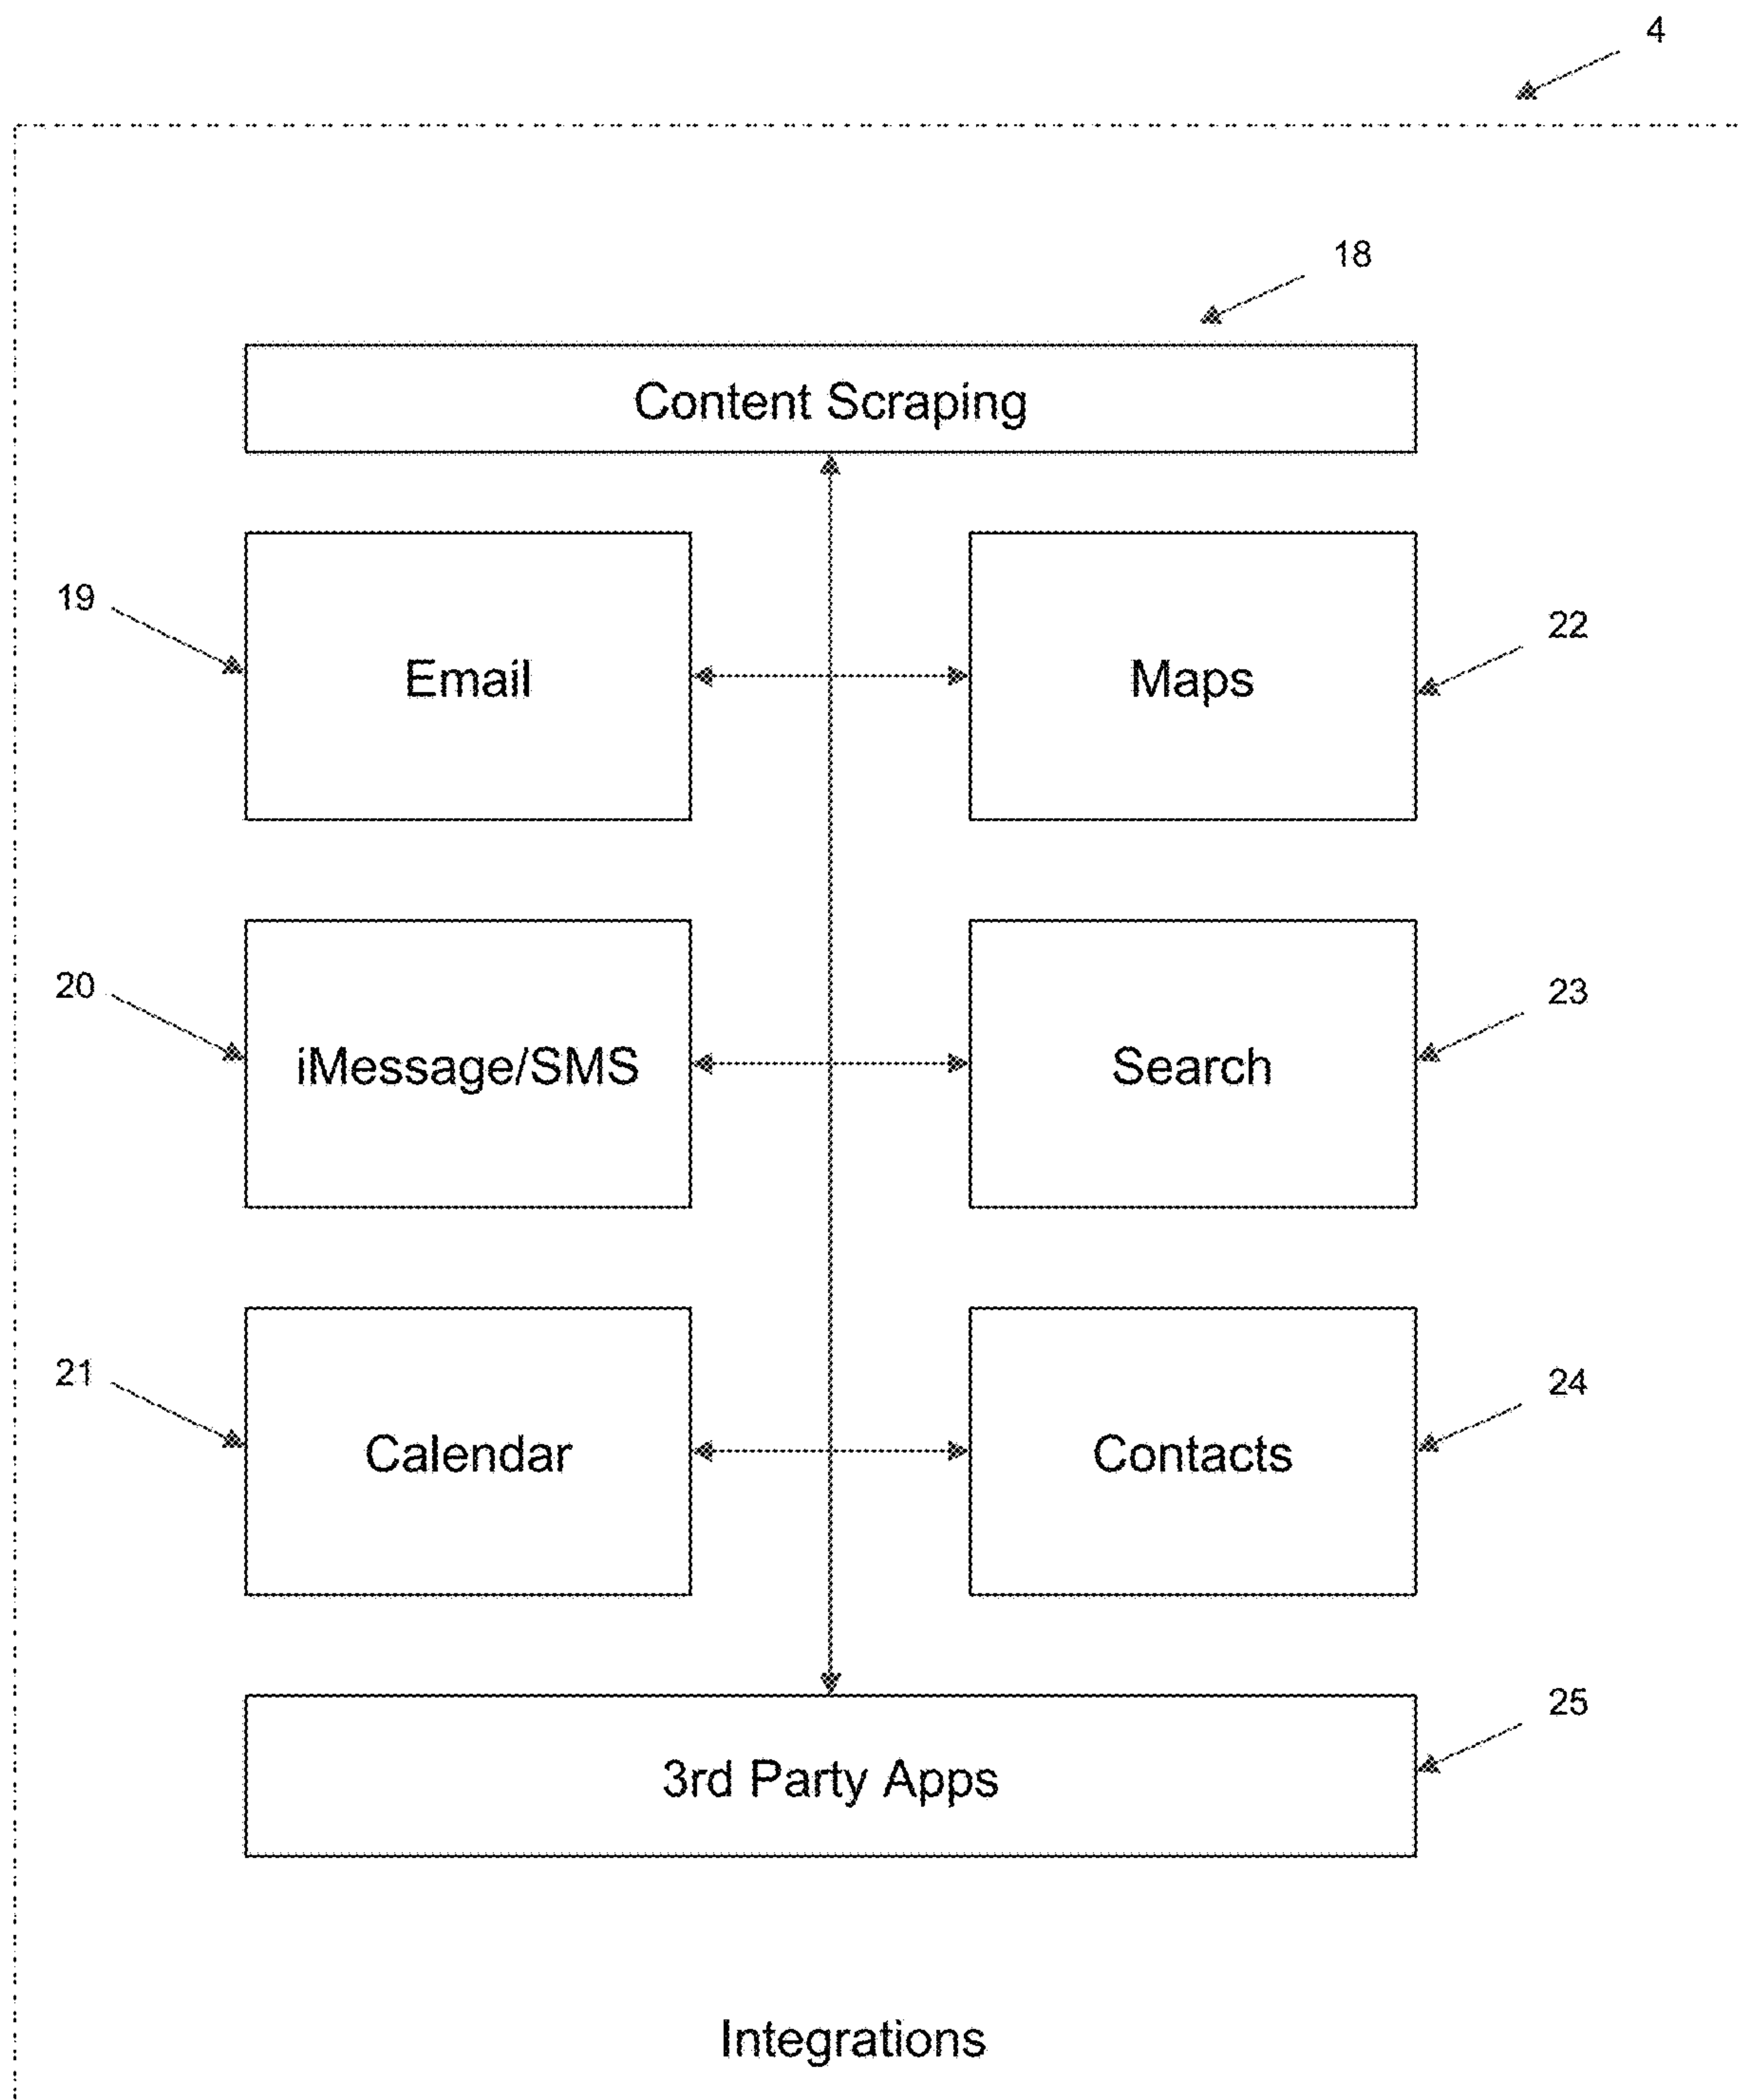 4
18
Content Scraping
19
Email
Maps
22
20
iMessage/SMS
Search
23
21
Calendar
Contacts
24
3rd Party Apps
25
Integrations